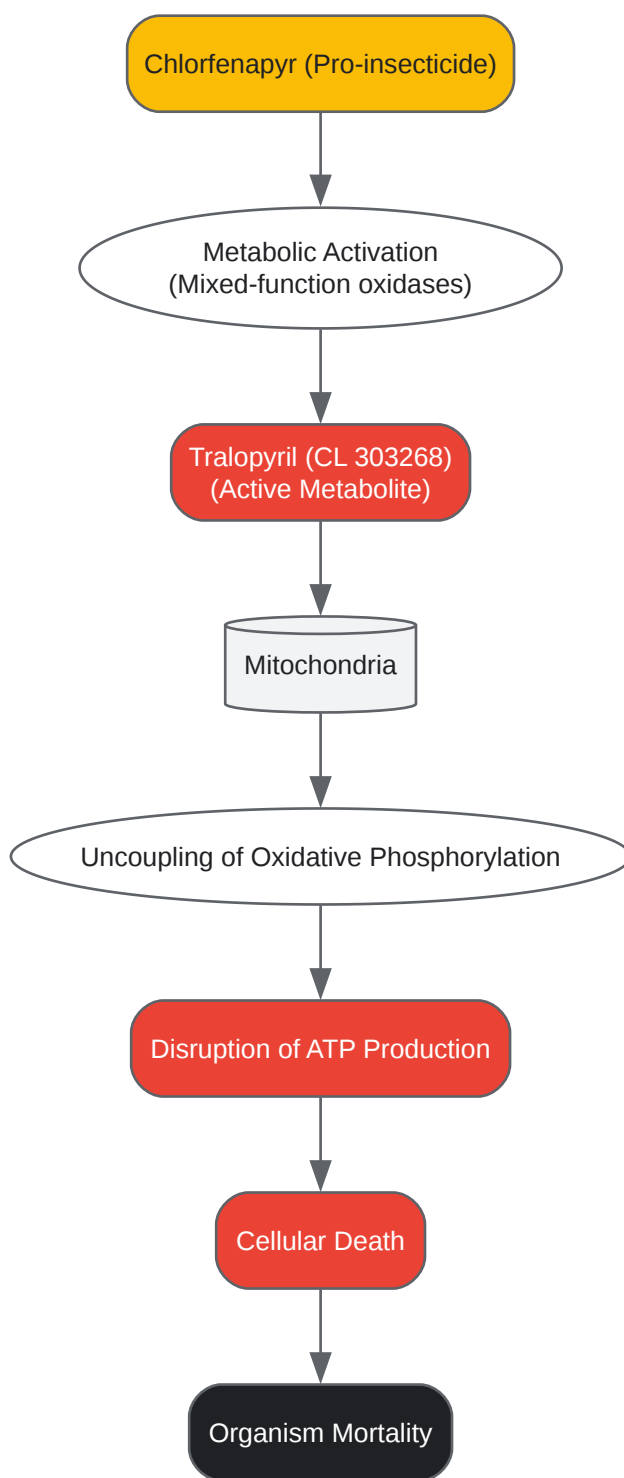 Chlorfenapyr (Pro-insecticide)
Metabolic Activation
(Mixed-function oxidases)
Tralopyril (CL 303268)
(Active Metabolite)
Mitochondria
Uncoupling of Oxidative Phosphorylation
Disruption of ATP Production
Cellular Death
Organism Mortality